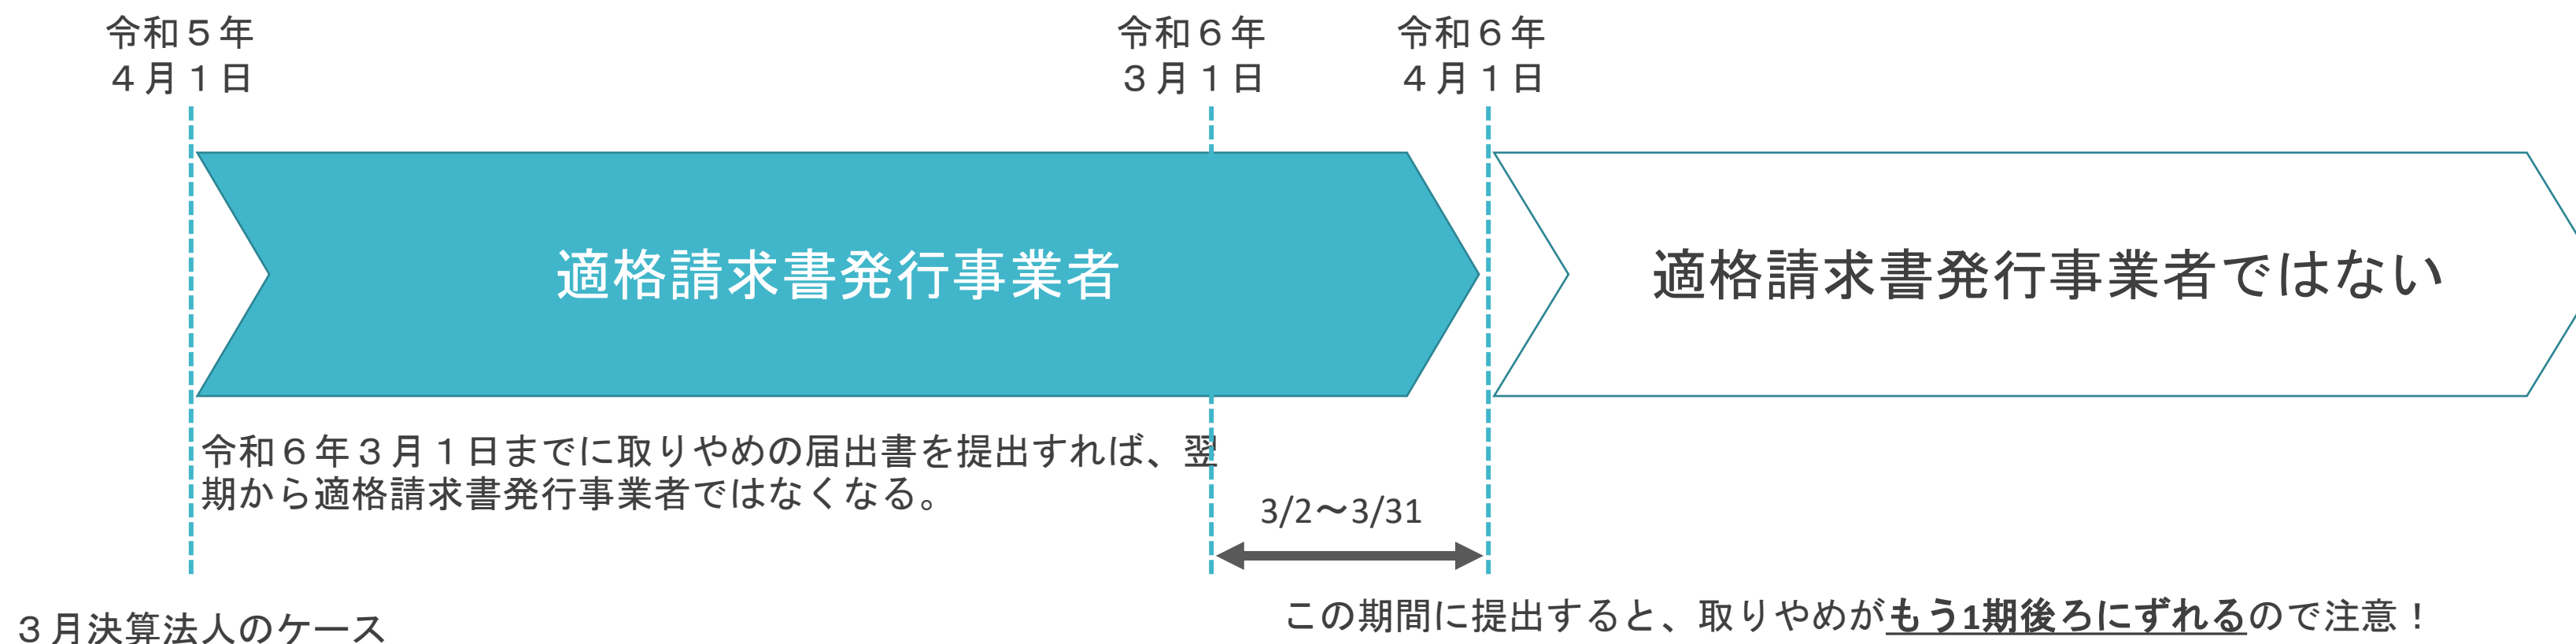 令和５年
４月１日
令和６年
３月１日
令和６年
４月１日
適格請求書発行事業者
適格請求書発行事業者ではない
令和６年３月１日までに取りやめの届出書を提出すれば、翌
期から適格請求書発行事業者ではなくなる。
3/2～3/31
この期間に提出すると、取りやめがもう1期後ろにずれるので注意！
３月決算法人のケース